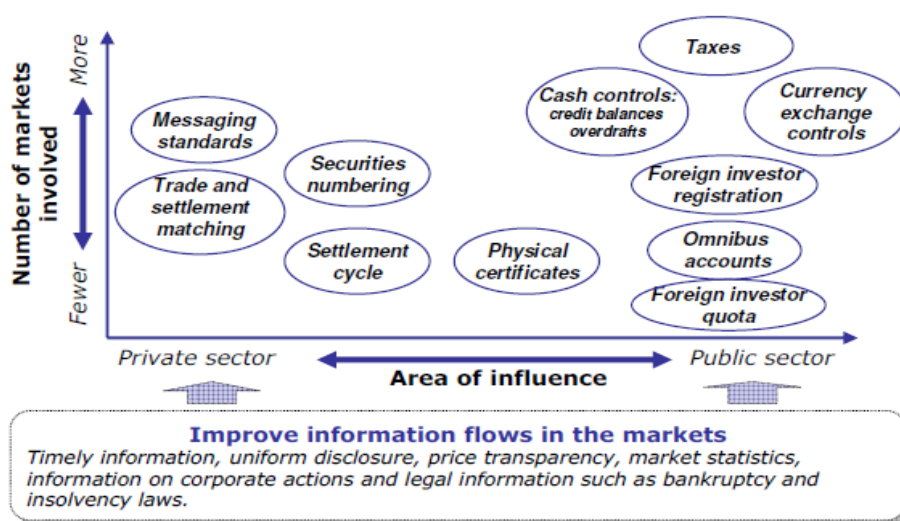 Number of markets
involved
More
Fewer
Taxes
Cash controls:
credit balances
overdrafts
Currency
exchange
controls
Messaging
standards
Securities
numbering
Trade and
settlement
matching
Foreign investor
registration
Settlement
cycle
Physical
certificates
Omnibus
accounts
Foreign investor
quota
Private sector
Public sector
Area of influence
Improve information flows in the markets
Timely information, uniform disclosure, price transparency, market statistics,
information on corporate actions and legal information such as bankruptcy and
insolvency laws.